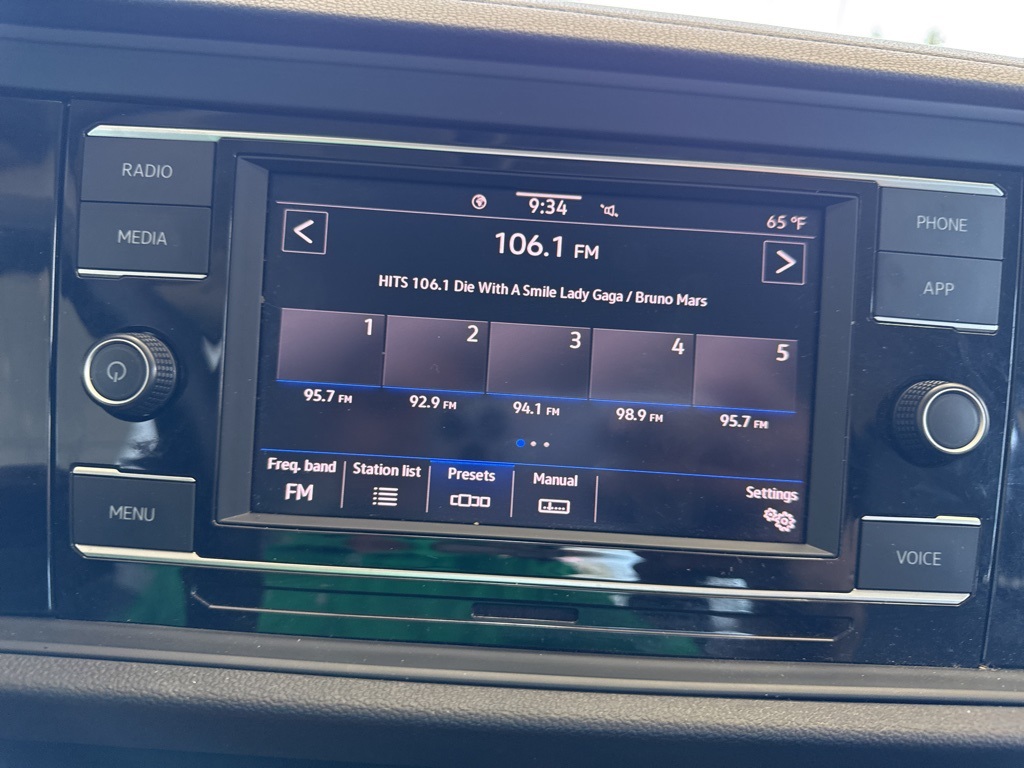 RADIO
MEDIA
MENU
9:34
65 °F
106.1 FM
HITS 106.1 Die With A Smile Lady Gaga / Bruno Mars
1 2 3 4 5
95.7 FM 92.9 FM 94.1 FM 98.9 FM 95.7 FM
Freq. band Station list Presets Manual Settings
FM
PHONE
APP
VOICE